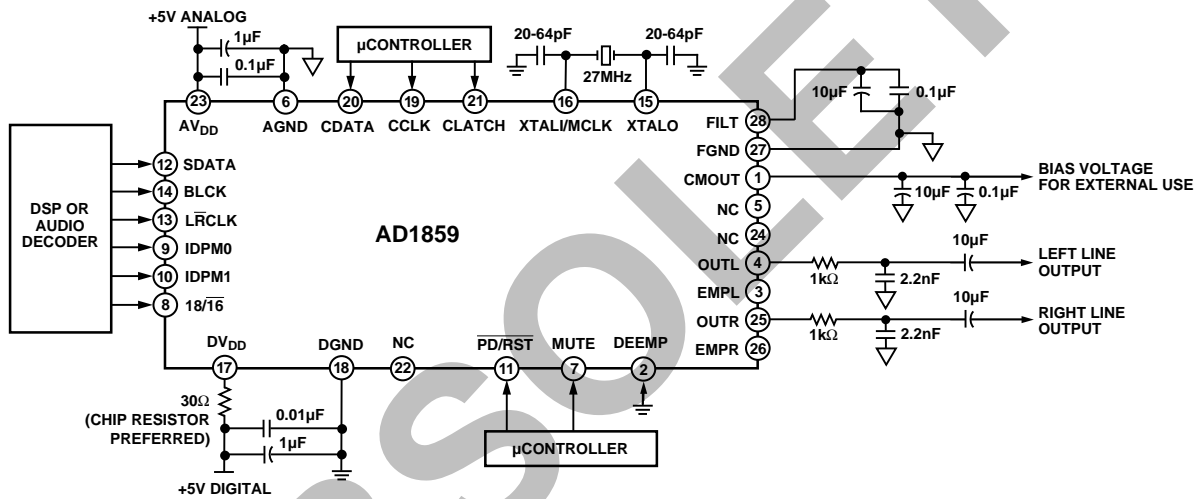 +5V ANALOG
1µF
0.1µF
µCONTROLLER
20-64pF
20-64pF
27MHz
10µF
0.1µF
23
6
20
19
21
16
15
AVDD
AGND
CDATA
CCLK
CLATCH
XTALI/MCLK
XTALO
FILT
28
FGND
27
CMOUT
1
BIAS VOLTAGE
FOR EXTERNAL USE
10µF
0.1µF
NC
5
NC
24
OUTL
4
1kΩ
2.2nF
10µF
LEFT LINE
OUTPUT
EMPL
3
OUTR
25
1kΩ
2.2nF
10µF
RIGHT LINE
OUTPUT
EMPR
26
DSP OR
AUDIO
DECODER
12
SDATA
14
BLCK
13
LR̅CLK
9
IDPM0
10
IDPM1
8
18/1̅6̅
AD1859
DVDD
DGND
NC
P̅D̅/̅R̅S̅T̅
MUTE
DEEMP
17
18
22
11
7
2
30Ω
(CHIP RESISTOR
PREFERRED)
0.01µF
1µF
+5V DIGITAL
µCONTROLLER
OBSOLETE